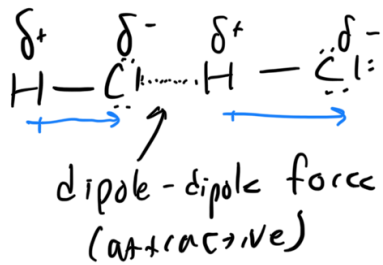 δ+ δ- δ+ δ-
H — Cl ········ H — Cl:
dipole-dipole force
(attractive)